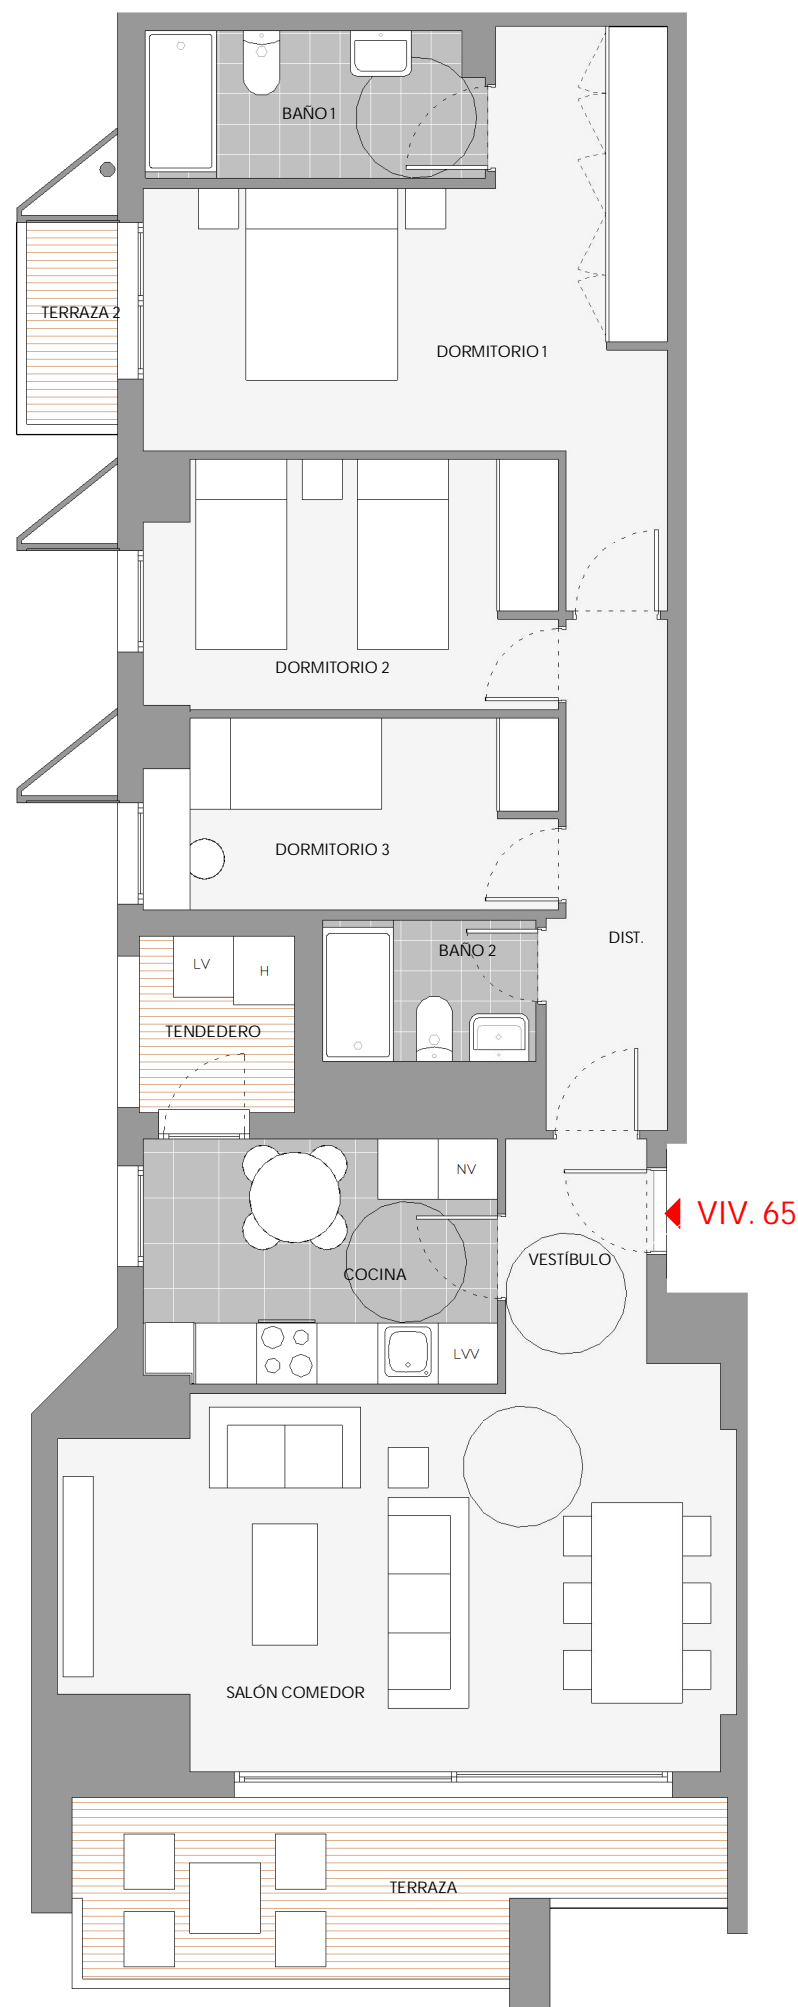 BAÑO 1
TERRAZA 2
DORMITORIO 1
DORMITORIO 2
DORMITORIO 3
DIST.
BAÑO 2
LV
H
TENDEDERO
NV
VIV. 65
VESTÍBULO
COCINA
LVV
SALÓN COMEDOR
TERRAZA